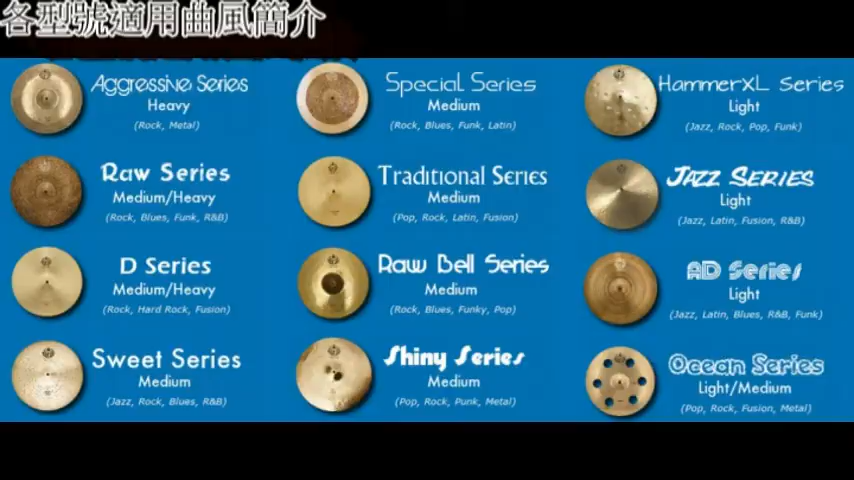 各型號適用曲風簡介
Aggressive Series
Heavy
(Rock, Metal)
Special Series
Medium
(Rock, Blues, Funk, Latin)
HammerXL Series
Light
(Jazz, Rock, Pop, Funk)
Raw Series
Medium/Heavy
(Rock, Blues, Funk, R&B)
Traditional Series
Medium
(Pop, Rock, Latin, Fusion)
Jazz Series
Light
(Jazz, Latin, Fusion, R&B)
D Series
Medium/Heavy
(Rock, Hard Rock, Fusion)
Raw Bell Series
Medium
(Rock, Blues, Funky, Pop)
AD Series
Light
(Jazz, Latin, Blues, R&B, Funk)
Sweet Series
Medium
(Jazz, Rock, Blues, R&B)
Shiny Series
Medium
(Pop, Rock, Punk, Metal)
Ocean Series
Light/Medium
(Pop, Rock, Fusion, Metal)